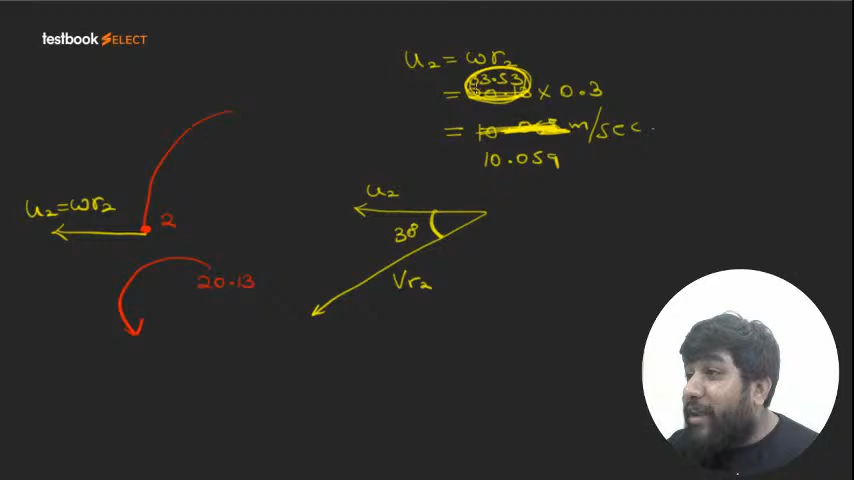 testbook SELECT
u₂ = ωr₂
= 33.53 × 0.3
= m/sec.
10.059
u₂
u₂=ωr₂
2
30°
Vr₂
20.13